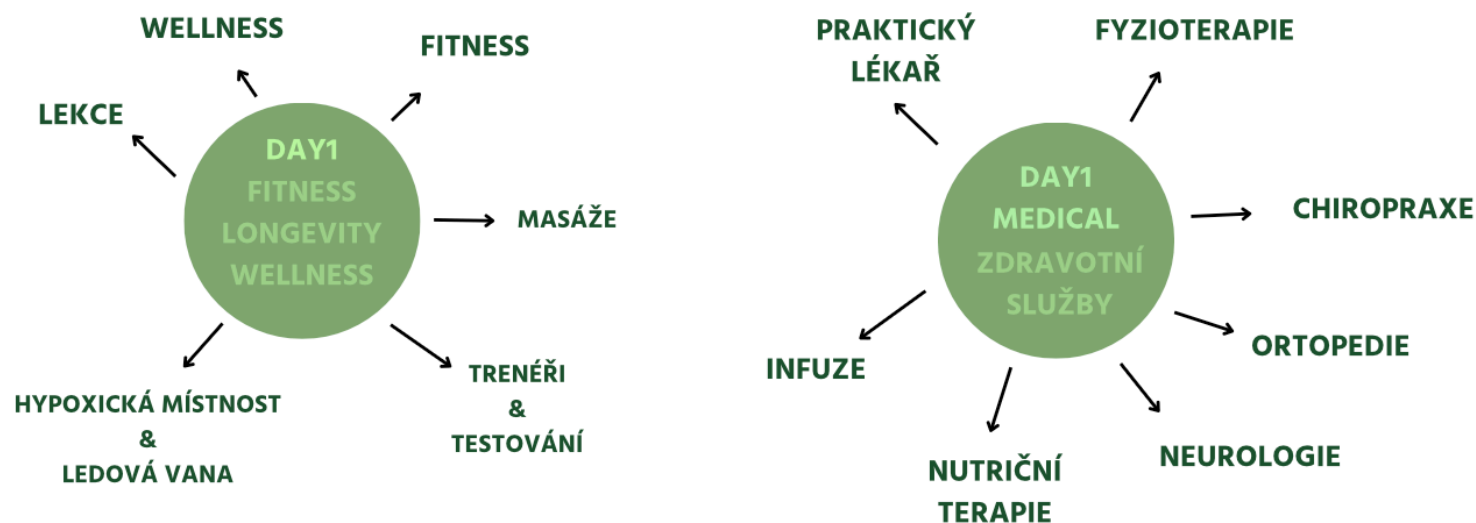 WELLNESS
FITNESS
LEKCE
DAY1
FITNESS
LONGEVITY
WELLNESS
MASÁŽE
HYPOXICKÁ MÍSTNOST
&
LEDOVÁ VANA
TRENÉŘI
&
TESTOVÁNÍ
PRAKTICKÝ
LÉKAŘ
FYZIOTERAPIE
DAY1
MEDICAL
ZDRAVOTNÍ
SLUŽBY
CHIROPRAXE
ORTOPEDIE
INFUZE
NUTRIČNÍ
TERAPIE
NEUROLOGIE